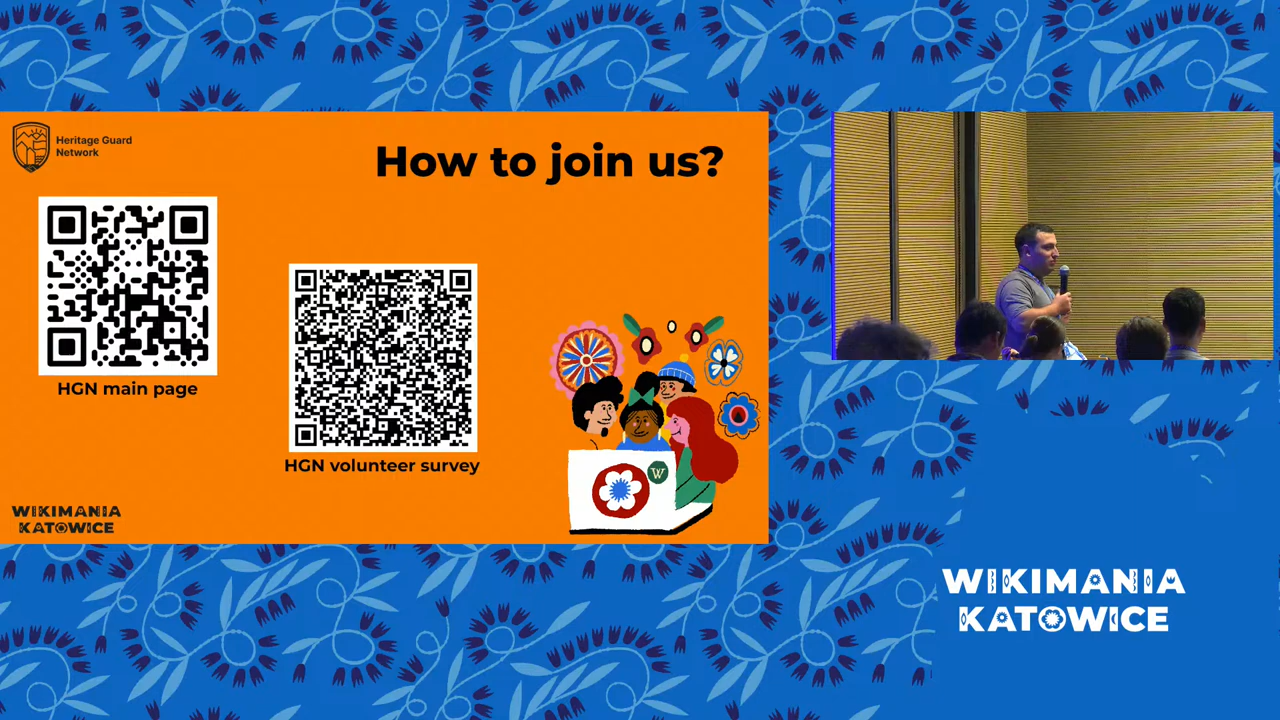 Heritage Guard
Network
How to join us?
HGN main page
HGN volunteer survey
W
WIKIMANIA
KATOWICE
WIKIMANIA
KATOWICE